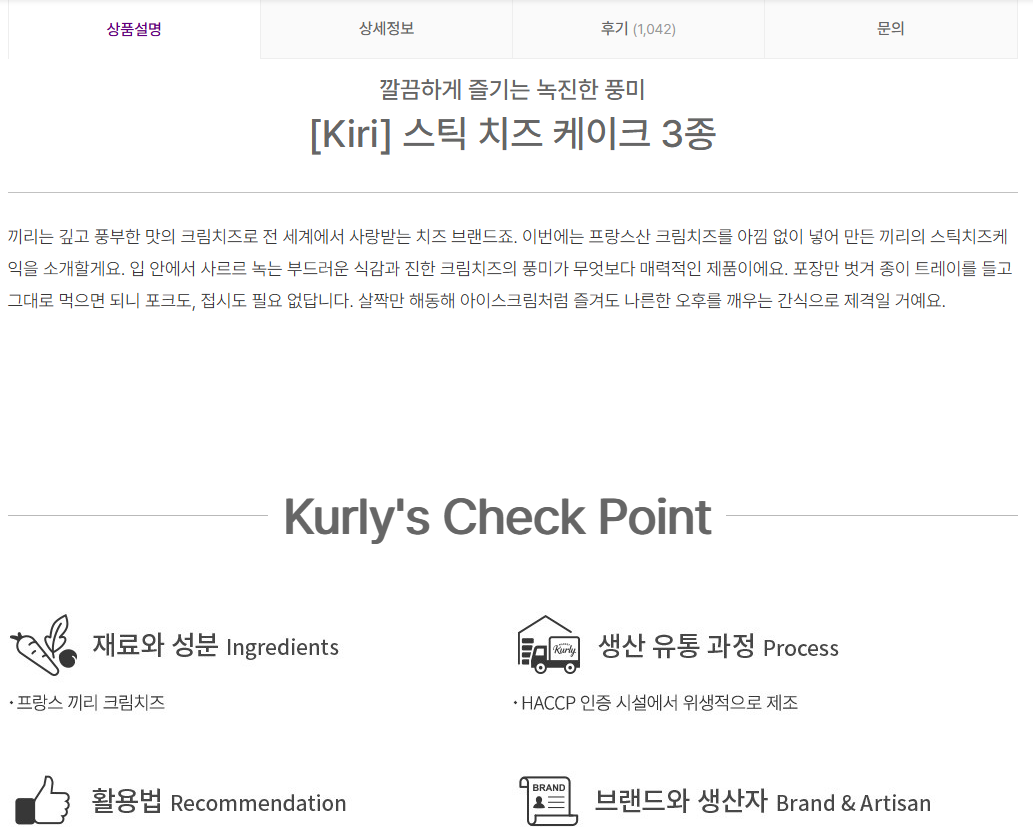 상품설명
상세정보
후기 (1,042)
문의
깔끔하게 즐기는 녹진한 풍미
[Kiri] 스틱 치즈 케이크 3종
끼리는 깊고 풍부한 맛의 크림치즈로 전 세계에서 사랑받는 치즈 브랜드죠. 이번에는 프랑스산 크림치즈를 아낌 없이 넣어 만든 끼리의 스틱치즈케
익을 소개할게요. 입 안에서 사르르 녹는 부드러운 식감과 진한 크림치즈의 풍미가 무엇보다 매력적인 제품이에요. 포장만 벗겨 종이 트레이를 들고
그대로 먹으면 되니 포크도, 접시도 필요 없답니다. 살짝만 해동해 아이스크림처럼 즐겨도 나른한 오후를 깨우는 간식으로 제격일 거예요.
Kurly's Check Point
재료와 성분 Ingredients
· 프랑스 끼리 크림치즈
Kurly
생산 유통 과정 Process
· HACCP 인증 시설에서 위생적으로 제조
활용법 Recommendation
BRAND
브랜드와 생산자 Brand & Artisan